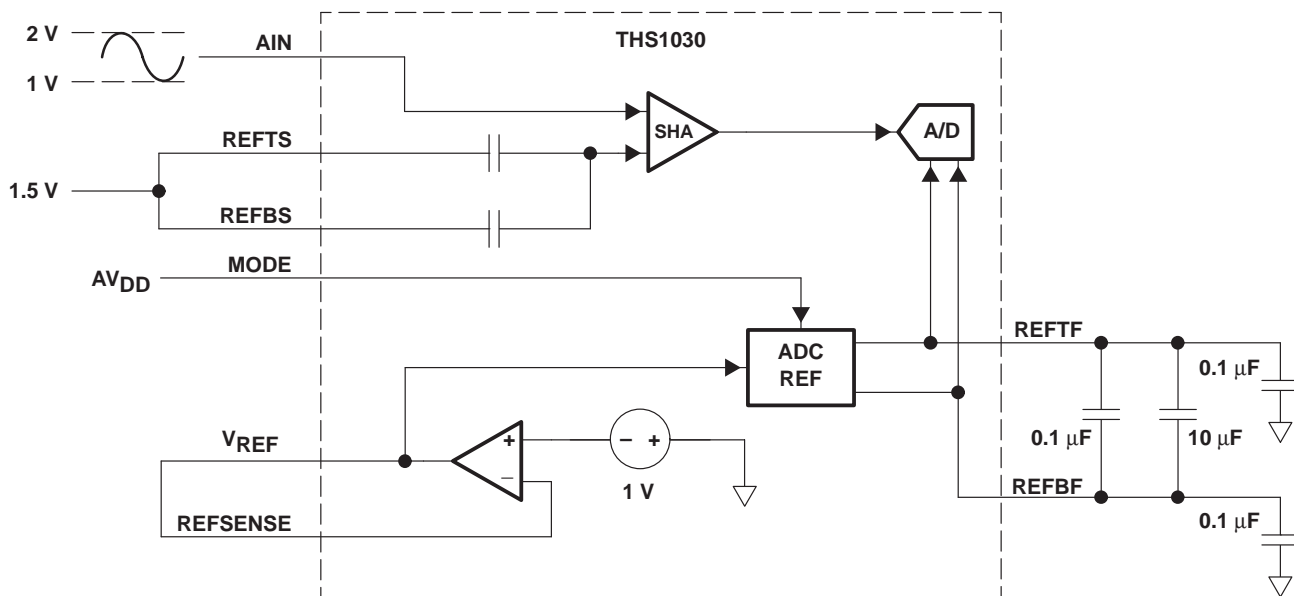 2 V
AIN
THS1030
1 V
SHA
A/D
REFTS
1.5 V
REFBS
MODE
AVDD
REFTF
ADC
REF
0.1 μF
VREF
+
− +
0.1 μF
10 μF
−
1 V
REFBF
REFSENSE
0.1 μF